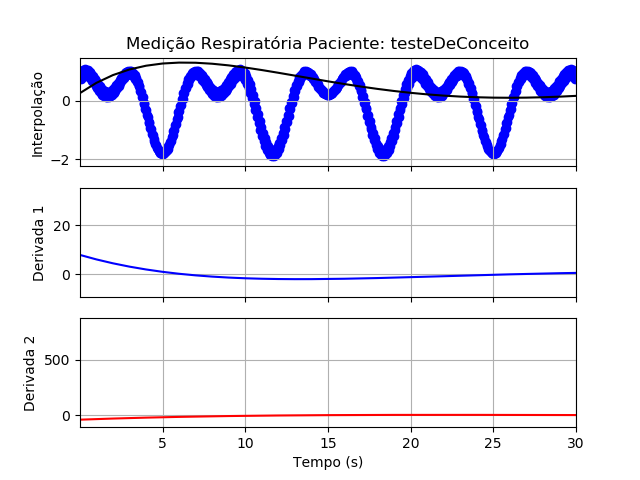 Medição Respiratória Paciente: testeDeConceito
Interpolação
0
−2
Derivada 1
20
0
Derivada 2
500
0
5 10 15 20 25 30
Tempo (s)